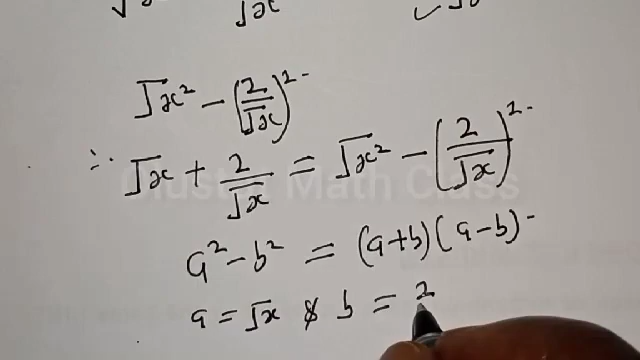 √x² − (2/√x)²
∴ √x + 2/√x = √x² − (2/√x)²
a² − b² = (a+b)(a−b)
a = √x & b = 2